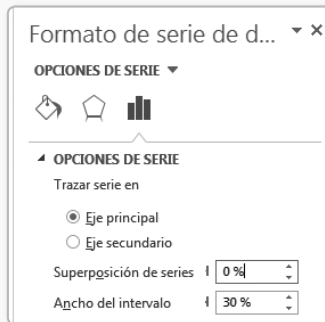 Formato de serie de d...
OPCIONES DE SERIE
OPCIONES DE SERIE
Trazar serie en
Eje principal
Eje secundario
Superposición de series 0 %
Ancho del intervalo 30 %